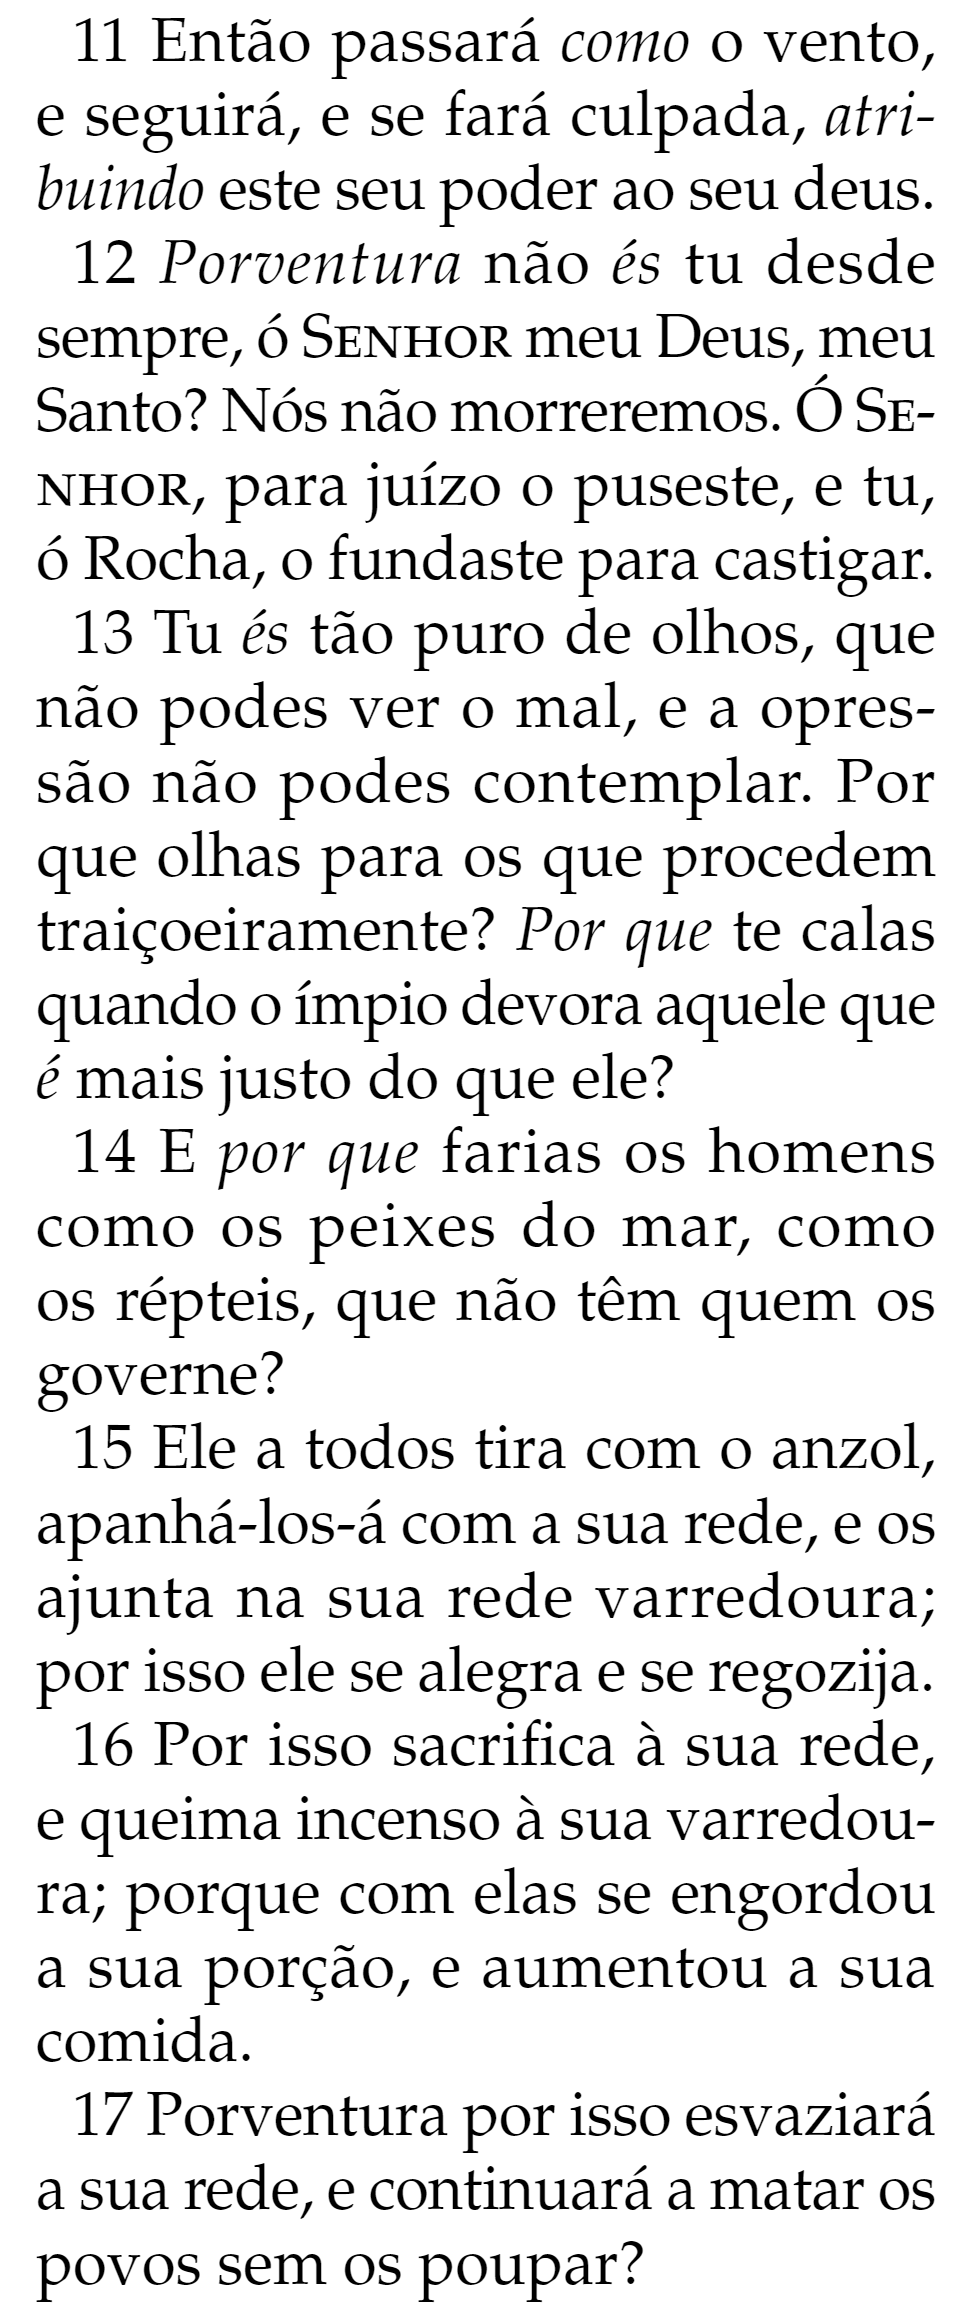 11 Então passará como o vento,
e seguirá, e se fará culpada, atri-
buindo este seu poder ao seu deus.
12 Porventura não és tu desde
sempre, ó SENHOR meu Deus, meu
Santo? Nós não morreremos. Ó SE-
NHOR, para juízo o puseste, e tu,
ó Rocha, o fundaste para castigar.
13 Tu és tão puro de olhos, que
não podes ver o mal, e a opres-
são não podes contemplar. Por
que olhas para os que procedem
traiçoeiramente? Por que te calas
quando o ímpio devora aquele que
é mais justo do que ele?
14 E por que farias os homens
como os peixes do mar, como
os répteis, que não têm quem os
governe?
15 Ele a todos tira com o anzol,
apanhá-los-á com a sua rede, e os
ajunta na sua rede varredoura;
por isso ele se alegra e se regozija.
16 Por isso sacrifica à sua rede,
e queima incenso à sua varredou-
ra; porque com elas se engordou
a sua porção, e aumentou a sua
comida.
17 Porventura por isso esvaziará
a sua rede, e continuará a matar os
povos sem os poupar?